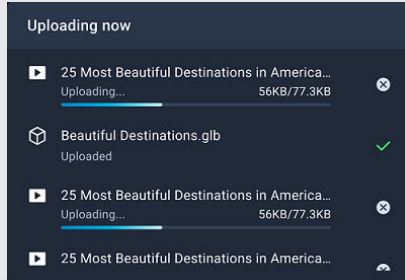 Uploading now
25 Most Beautiful Destinations in America...
Uploading... 56KB/77.3KB
Beautiful Destinations.glb
Uploaded
25 Most Beautiful Destinations in America...
Uploading... 56KB/77.3KB
25 Most Beautiful Destinations in America...